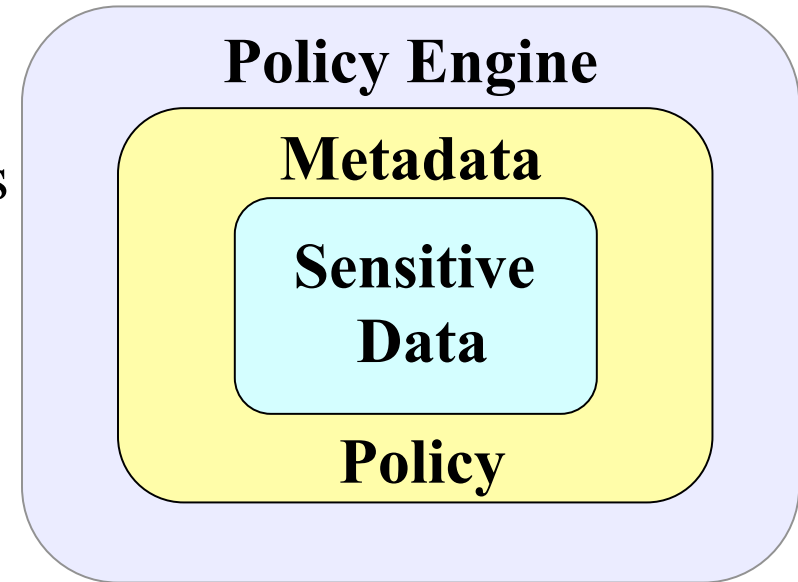 Policy Engine
Metadata
s
Sensitive
Data
Policy